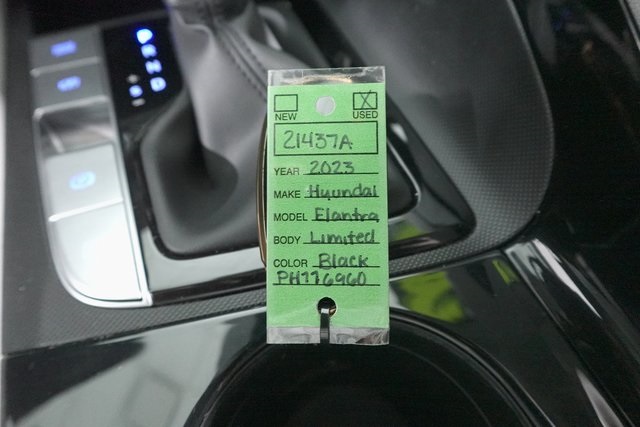 NEW USED
21437A
YEAR 2023
MAKE Hyundai
MODEL Elantra
BODY Limited
COLOR Black
PH776960